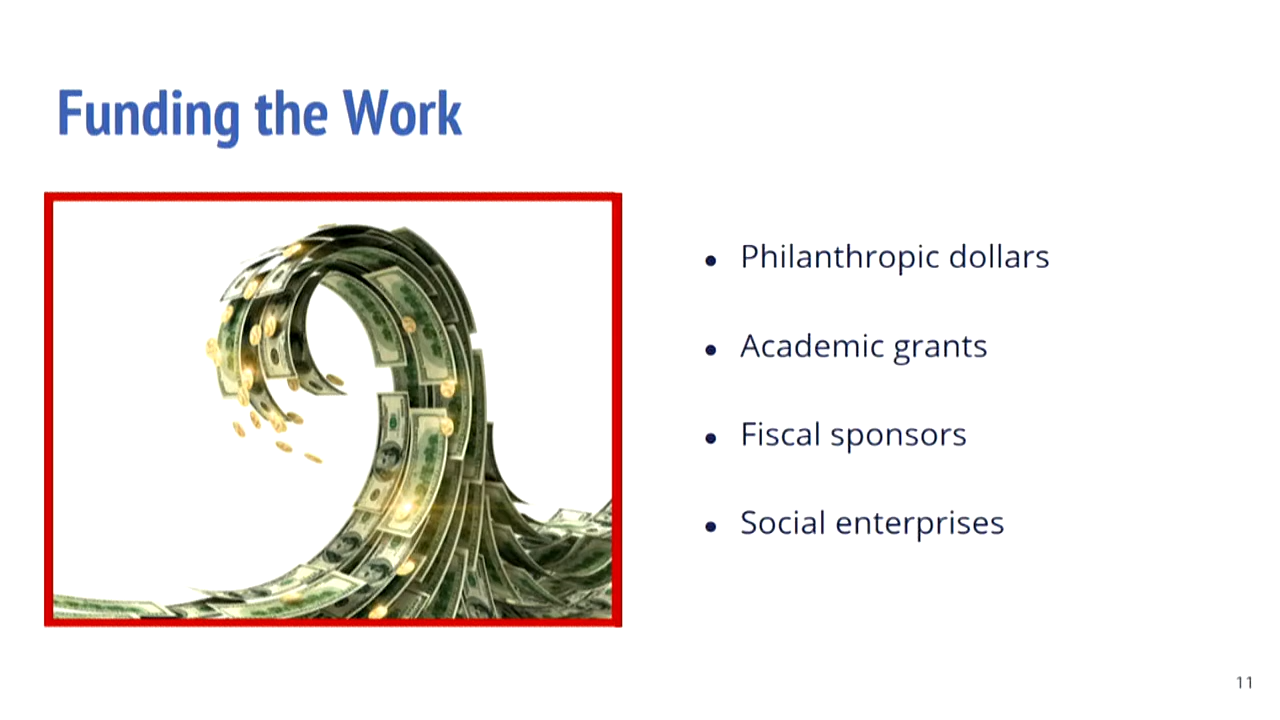 Funding the Work
• Philanthropic dollars
• Academic grants
• Fiscal sponsors
• Social enterprises
11